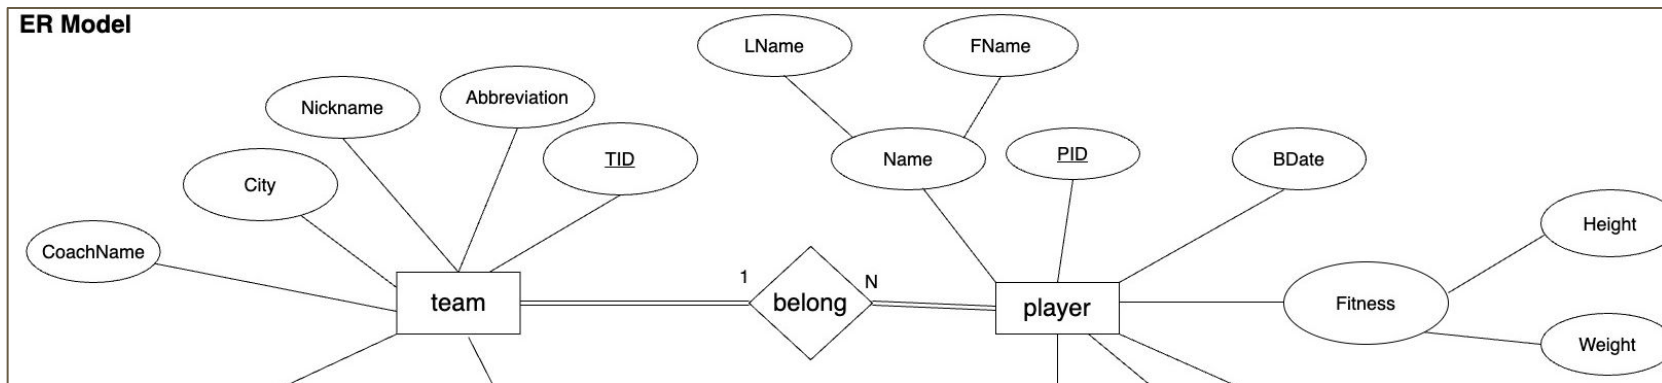 ER Model
LName
FName
Nickname
Abbreviation
TID
Name
PID
BDate
City
CoachName
Height
team
1
belong
N
player
Fitness
Weight